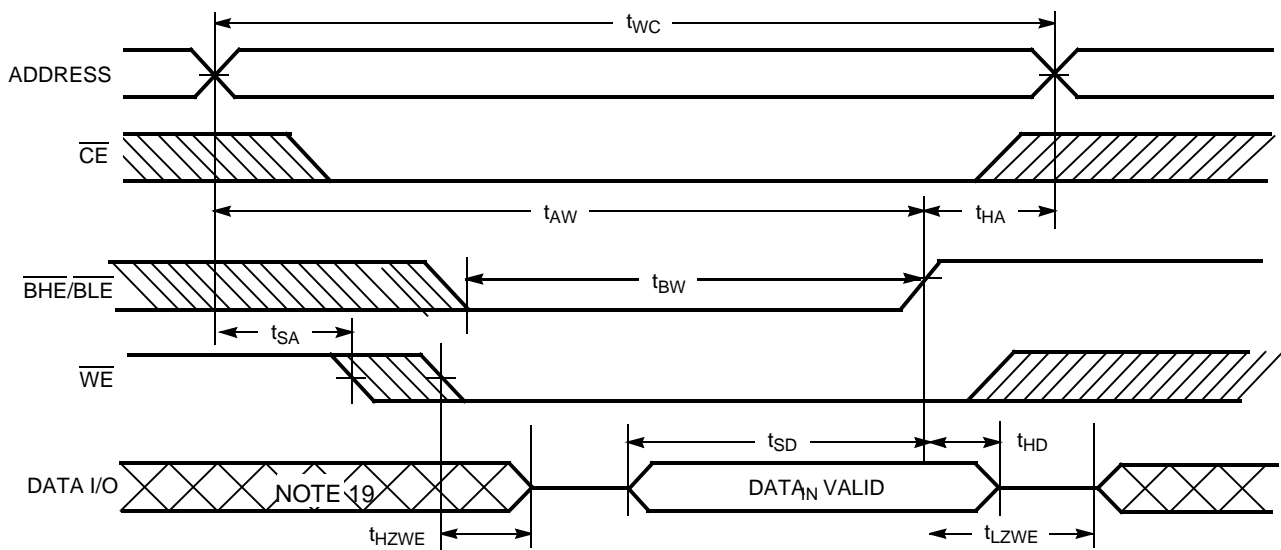 tWC
ADDRESS
CE
tAW
tHA
BHE/BLE
tBW
tSA
WE
tSD
tHD
DATA I/O
NOTE 19
DATAIN VALID
tHZWE
tLZWE